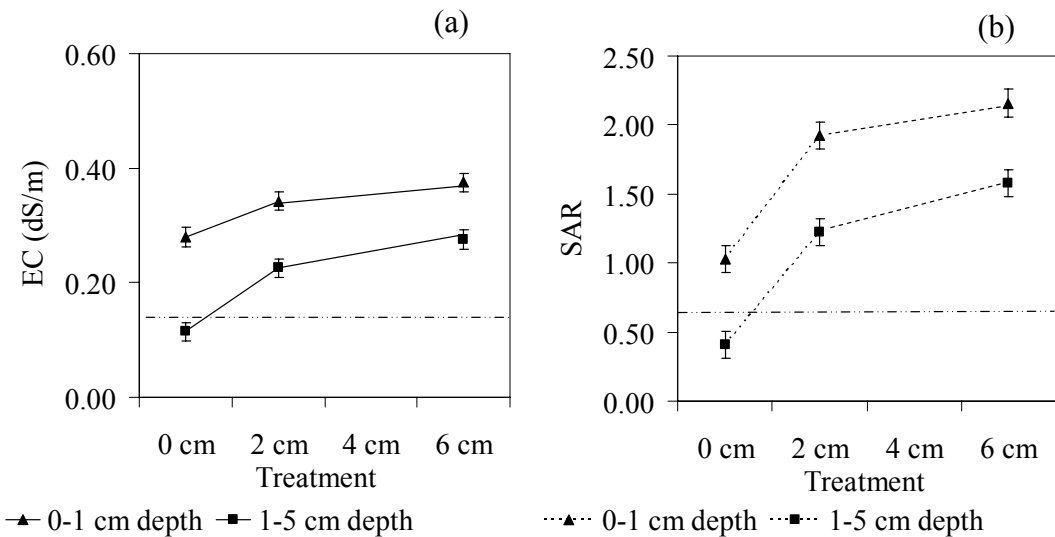 (a)
0.60
0.40
0.20
0.00
EC (dS/m)
0 cm 2 cm 4 cm 6 cm
Treatment
0-1 cm depth 1-5 cm depth
(b)
2.50
2.00
1.50
1.00
0.50
0.00
SAR
0 cm 2 cm 4 cm 6 cm
Treatment
0-1 cm depth 1-5 cm depth